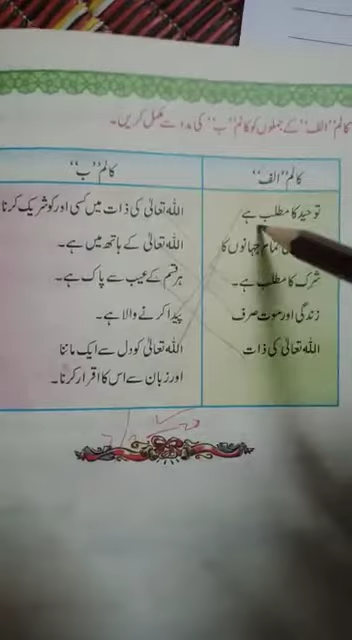 کالم ’’الف‘‘ کے جملوں کو کالم ’’ب‘‘ کی مدد سے مکمل کریں۔
کالم ’’الف‘‘
توحید کا مطلب ہے
تمام جہانوں کا
شرک کا مطلب ہے۔
زندگی اور موت صرف
اللہ تعالیٰ کی ذات
کالم ’’ب‘‘
اللہ تعالیٰ کی ذات میں کسی اور کو شریک کرنا
اللہ تعالیٰ کے ہاتھ میں ہے۔
ہر قسم کے عیب سے پاک ہے۔
پیدا کرنے والا ہے۔
اللہ تعالیٰ کو دل سے ایک ماننا
اور زبان سے اس کا اقرار کرنا۔